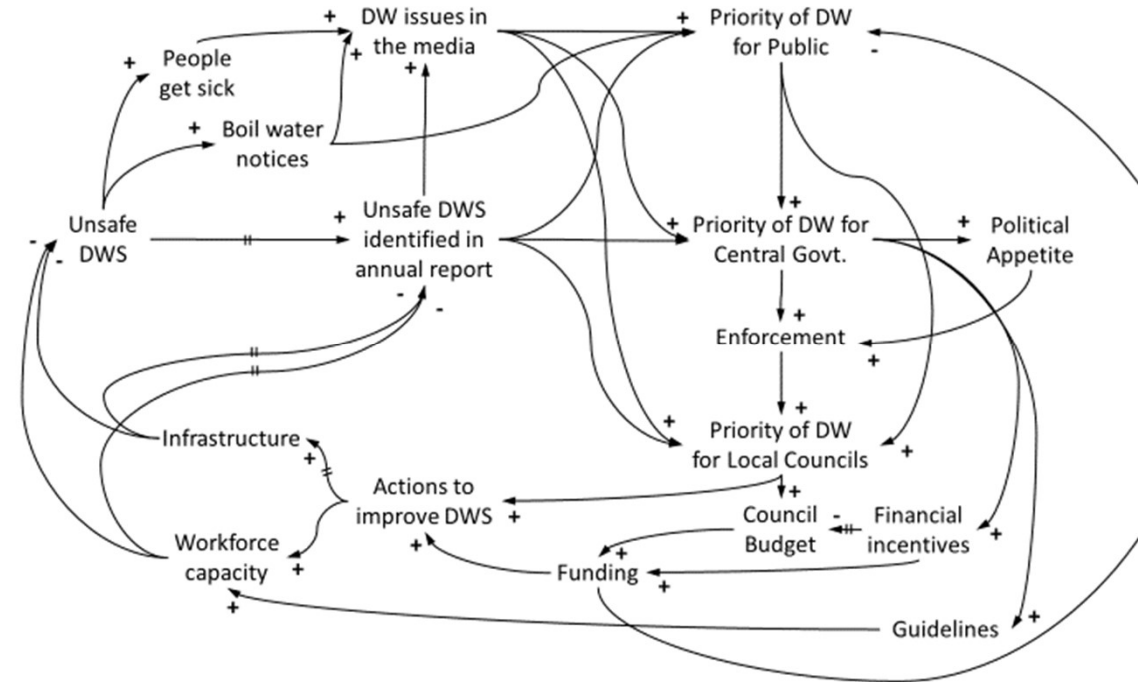 DW issues in
the media
Priority of DW
for Public
People
get sick
Boil water
notices
Unsafe
DWS
Unsafe DWS
identified in
annual report
Priority of DW for
Central Govt.
Political
Appetite
Enforcement
Priority of DW
for Local Councils
Infrastructure
Actions to
improve DWS
Council
Budget
Financial
incentives
Workforce
capacity
Funding
Guidelines